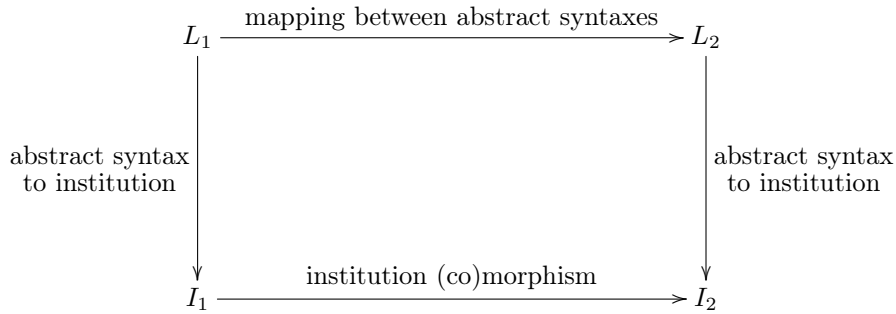 mapping between abstract syntaxes
L₁ L₂
abstract syntax
to institution
abstract syntax
to institution
institution (co)morphism
I₁ I₂